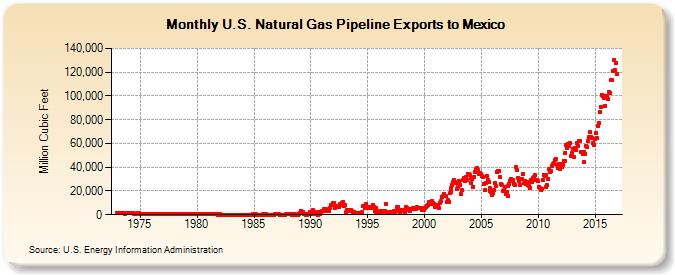 Monthly U.S. Natural Gas Pipeline Exports to Mexico
140,000
120,000
100,000
80,000
60,000
40,000
20,000
0
Million Cubic Feet
1975 1980 1985 1990 1995 2000 2005 2010 2015
Source: U.S. Energy Information Administration